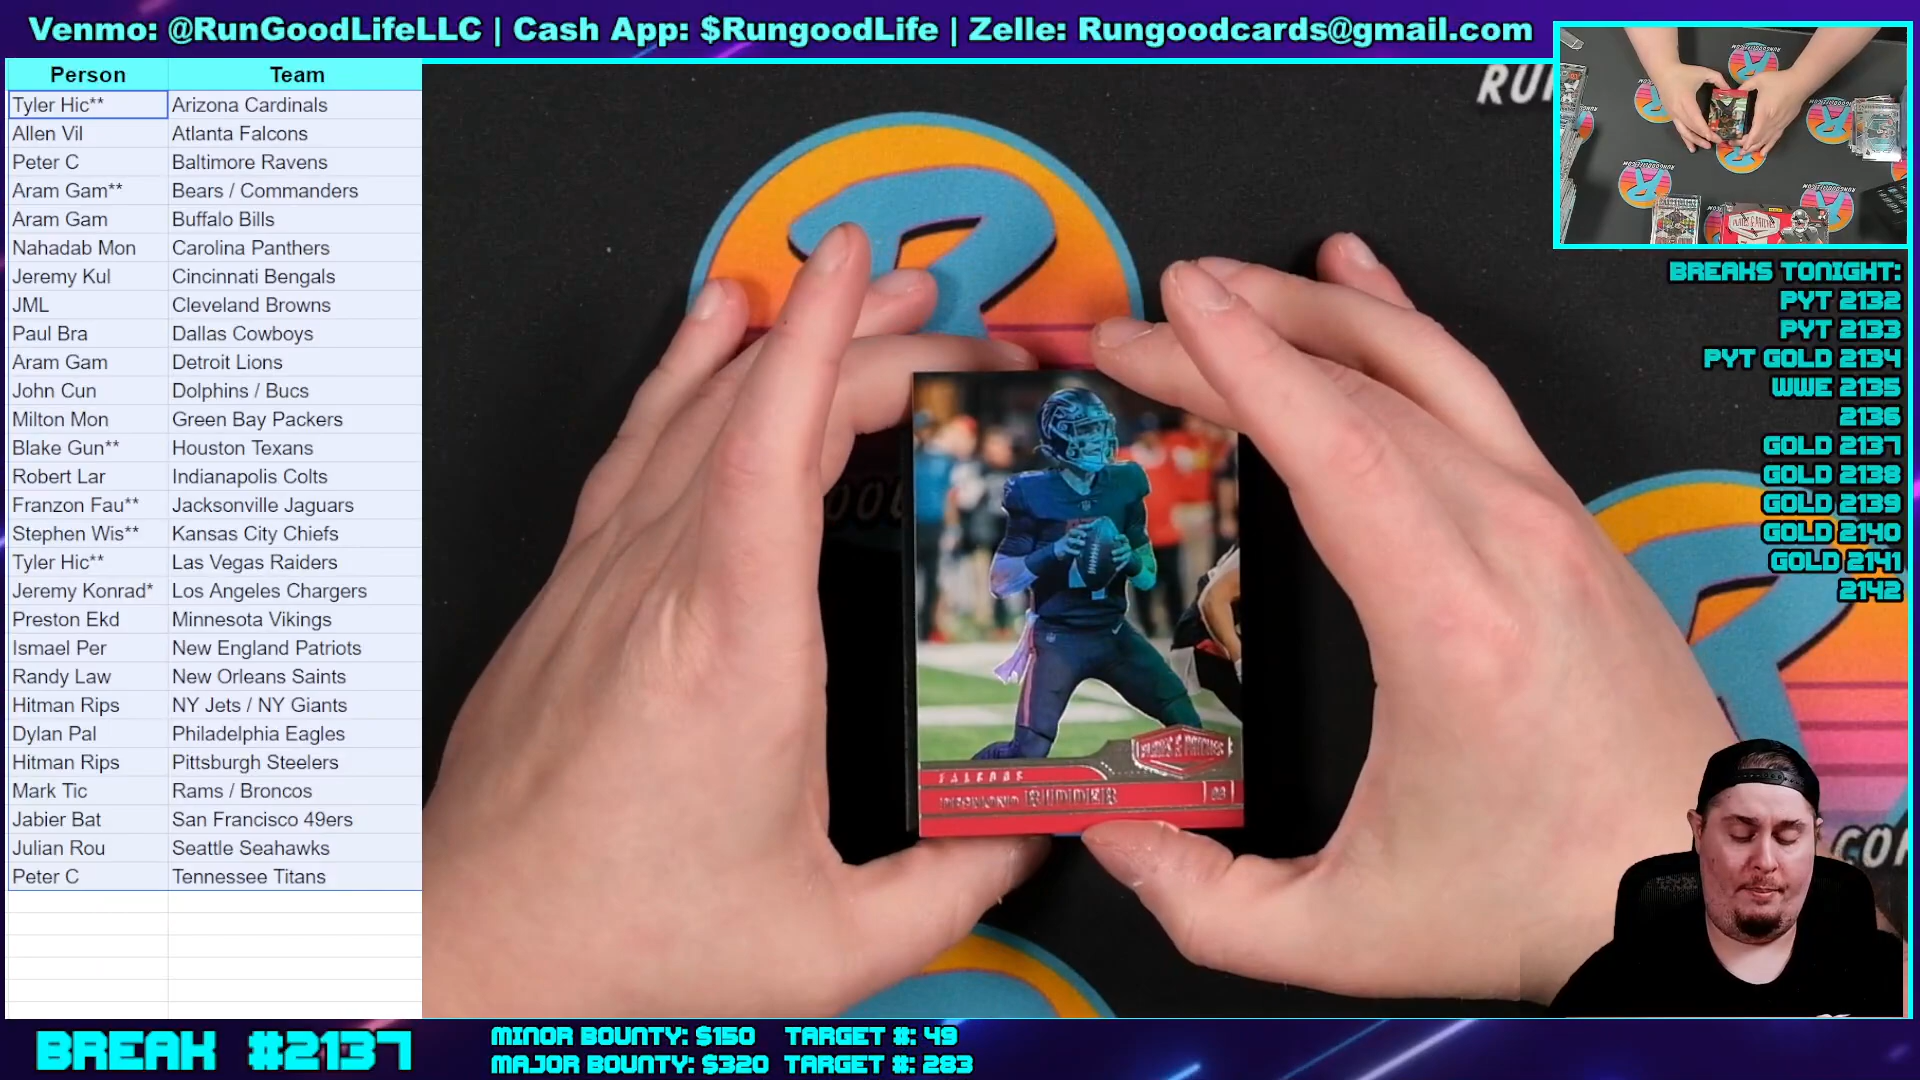 Venmo: @RunGoodLifeLLC | Cash App: $RungoodLife | Zelle: Rungoodcards@gmail.com
Person Team
Tyler Hic** Arizona Cardinals
Allen Vil Atlanta Falcons
Peter C Baltimore Ravens
Aram Gam** Bears / Commanders
Aram Gam Buffalo Bills
Nahadab Mon Carolina Panthers
Jeremy Kul Cincinnati Bengals
JML Cleveland Browns
Paul Bra Dallas Cowboys
Aram Gam Detroit Lions
John Cun Dolphins / Bucs
Milton Mon Green Bay Packers
Blake Gun** Houston Texans
Robert Lar Indianapolis Colts
Franzon Fau** Jacksonville Jaguars
Stephen Wis** Kansas City Chiefs
Tyler Hic** Las Vegas Raiders
Jeremy Konrad* Los Angeles Chargers
Preston Ekd Minnesota Vikings
Ismael Per New England Patriots
Randy Law New Orleans Saints
Hitman Rips NY Jets / NY Giants
Dylan Pal Philadelphia Eagles
Hitman Rips Pittsburgh Steelers
Mark Tic Rams / Broncos
Jabier Bat San Francisco 49ers
Julian Rou Seattle Seahawks
Peter C Tennessee Titans
PLATES & PATCHES
FALCONS
DESMOND RIDDER
BREAKS TONIGHT:
PYT 2132
PYT 2133
PYT GOLD 2134
WWE 2135
2136
GOLD 2137
GOLD 2138
GOLD 2139
GOLD 2140
GOLD 2141
2142
BREAK #2137
MINOR BOUNTY: $150 TARGET #: 49
MAJOR BOUNTY: $320 TARGET #: 283